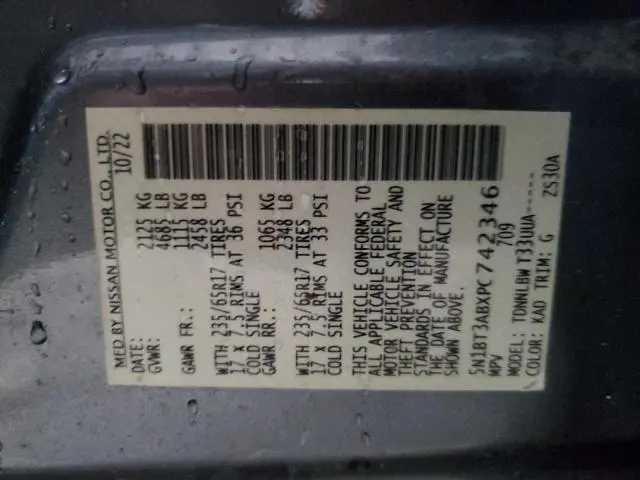 MFD BY NISSAN MOTOR CO., LTD.
10/22
GVWR: 2125 KG
4685 LB
GAWR FR.: 1115 KG
2458 LB
WITH 235/65R17 TIRES
17 x 7.5 RIMS AT 36 PSI
COLD SINGLE
GAWR RR.: 1065 KG
2348 LB
WITH 235/65R17 TIRES
17 x 7.5 RIMS AT 33 PSI
COLD SINGLE
THIS VEHICLE CONFORMS TO
ALL APPLICABLE FEDERAL
MOTOR VEHICLE SAFETY AND
THEFT PREVENTION
STANDARDS IN EFFECT ON
THE DATE OF MANUFACTURE
SHOWN ABOVE.
5N1BT3ABXPC742346
MPV 709
MODEL: TDNNLBW T33UUA-----
COLOR: KAD TRIM: G ZS30A